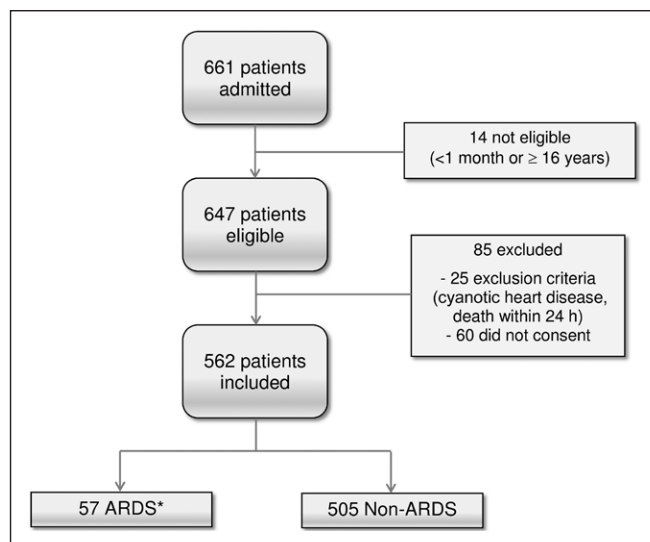 661 patients
admitted
14 not eligible
(<1 month or ≥ 16 years)
647 patients
eligible
85 excluded
- 25 exclusion criteria
(cyanotic heart disease,
death within 24 h)
- 60 did not consent
562 patients
included
57 ARDS*
505 Non-ARDS